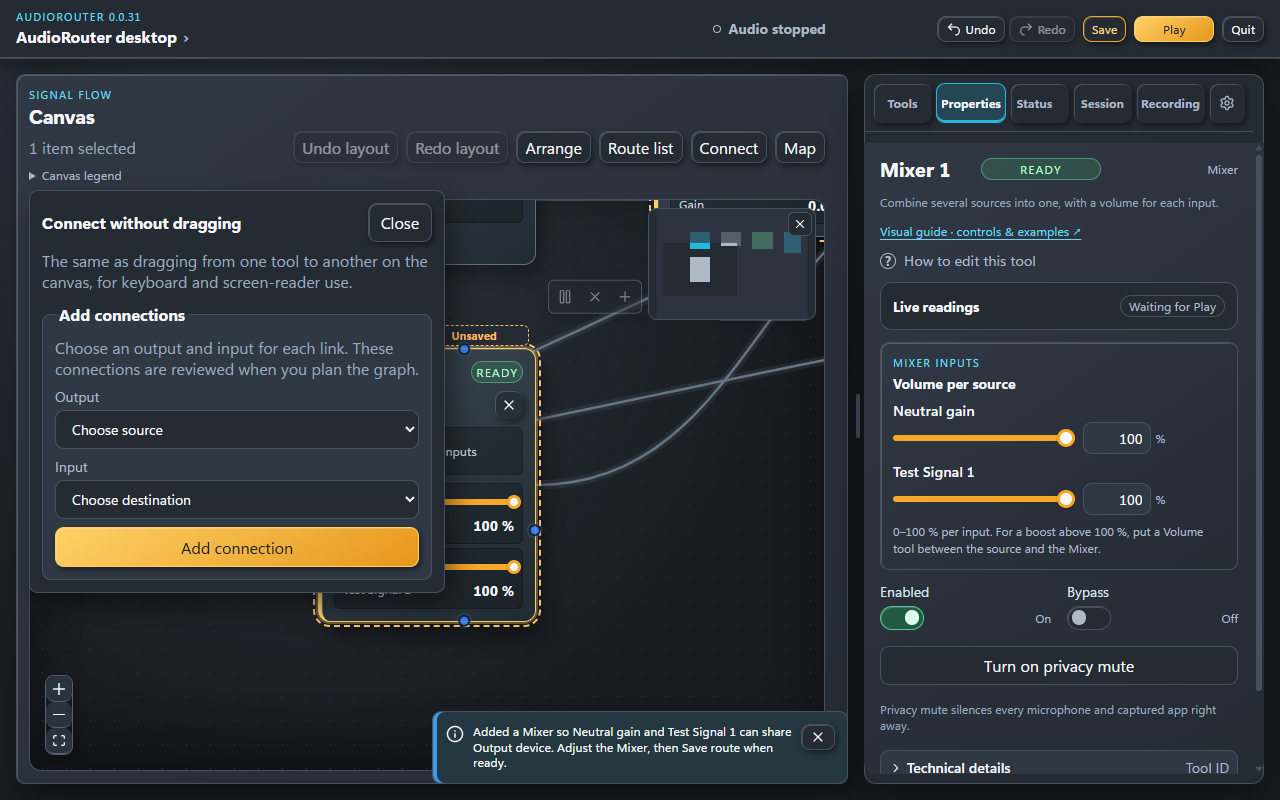 AUDIOROUTER 0.0.31
AudioRouter desktop ›
Audio stopped
Undo
Redo
Save
Play
Quit
SIGNAL FLOW
Canvas
1 item selected
Undo layout
Redo layout
Arrange
Route list
Connect
Map
Canvas legend
Connect without dragging
Close
The same as dragging from one tool to another on the
canvas, for keyboard and screen-reader use.
Add connections
Choose an output and input for each link. These
connections are reviewed when you plan the graph.
Output
Choose source
Input
Choose destination
Add connection
Gain
Unsaved
READY
100 %
100 %
Added a Mixer so Neutral gain and Test Signal 1 can share
Output device. Adjust the Mixer, then Save route when
ready.
Tools
Properties
Status
Session
Recording
Mixer 1
READY
Mixer
Combine several sources into one, with a volume for each input.
Visual guide · controls & examples ↗
? How to edit this tool
Live readings
Waiting for Play
MIXER INPUTS
Volume per source
Neutral gain
100 %
Test Signal 1
100 %
0–100 % per input. For a boost above 100 %, put a Volume
tool between the source and the Mixer.
Enabled
On
Bypass
Off
Turn on privacy mute
Privacy mute silences every microphone and captured app right
away.
Technical details
Tool ID